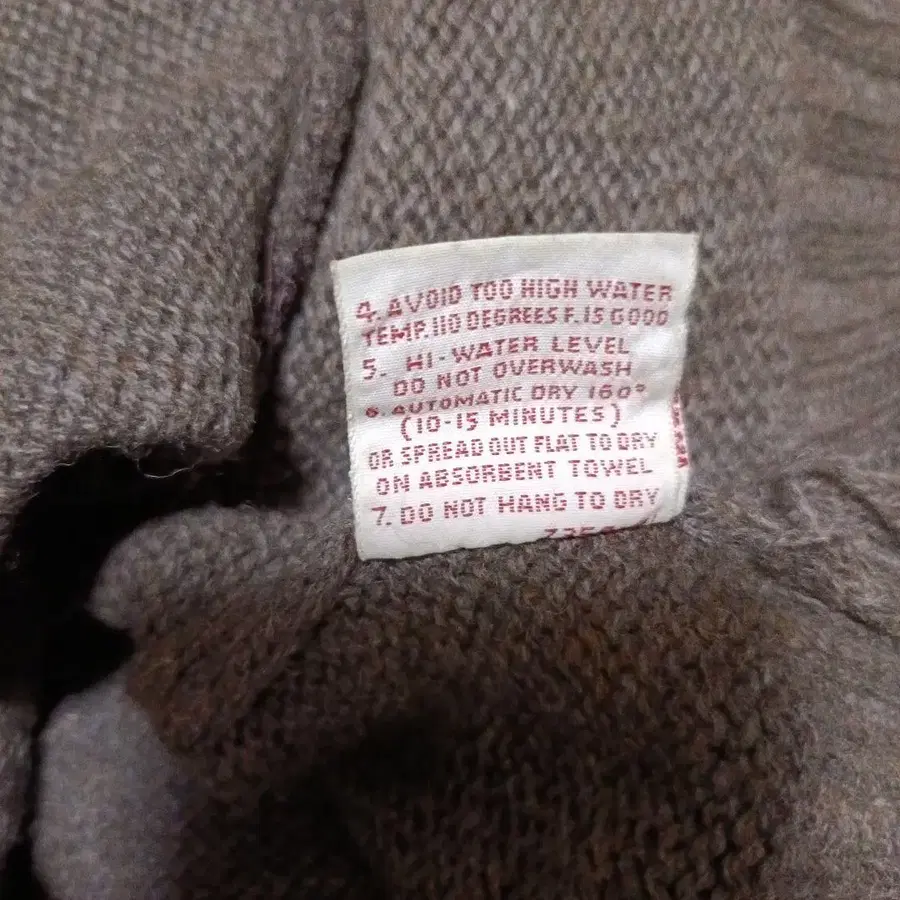 4. AVOID TOO HIGH WATER
TEMP. 110 DEGREES F. IS GOOD
5. HI-WATER LEVEL
DO NOT OVERWASH
6. AUTOMATIC DRY 160°
(10-15 MINUTES)
OR SPREAD OUT FLAT TO DRY
ON ABSORBENT TOWEL
7. DO NOT HANG TO DRY